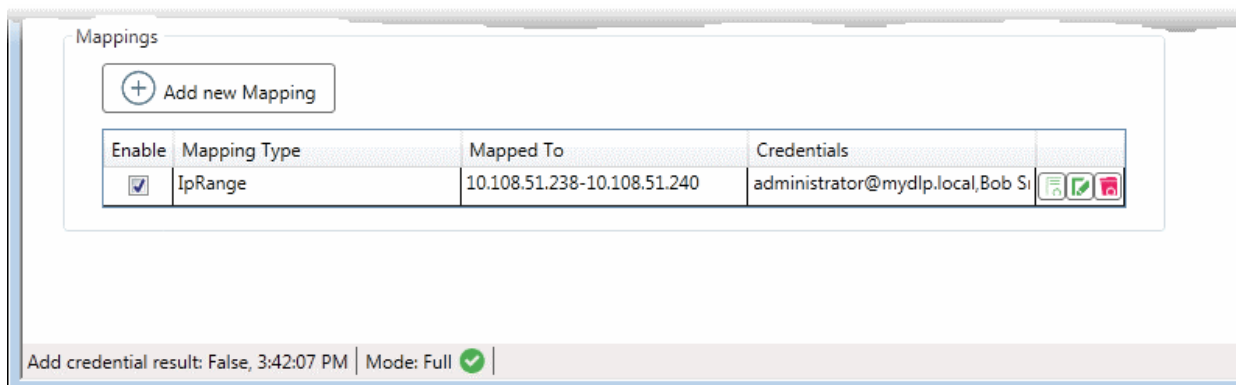 Mappings
Add new Mapping
Enable Mapping Type Mapped To Credentials
IpRange 10.108.51.238-10.108.51.240 administrator@mydlp.local,Bob
Add credential result: False, 3:42:07 PM Mode: Full